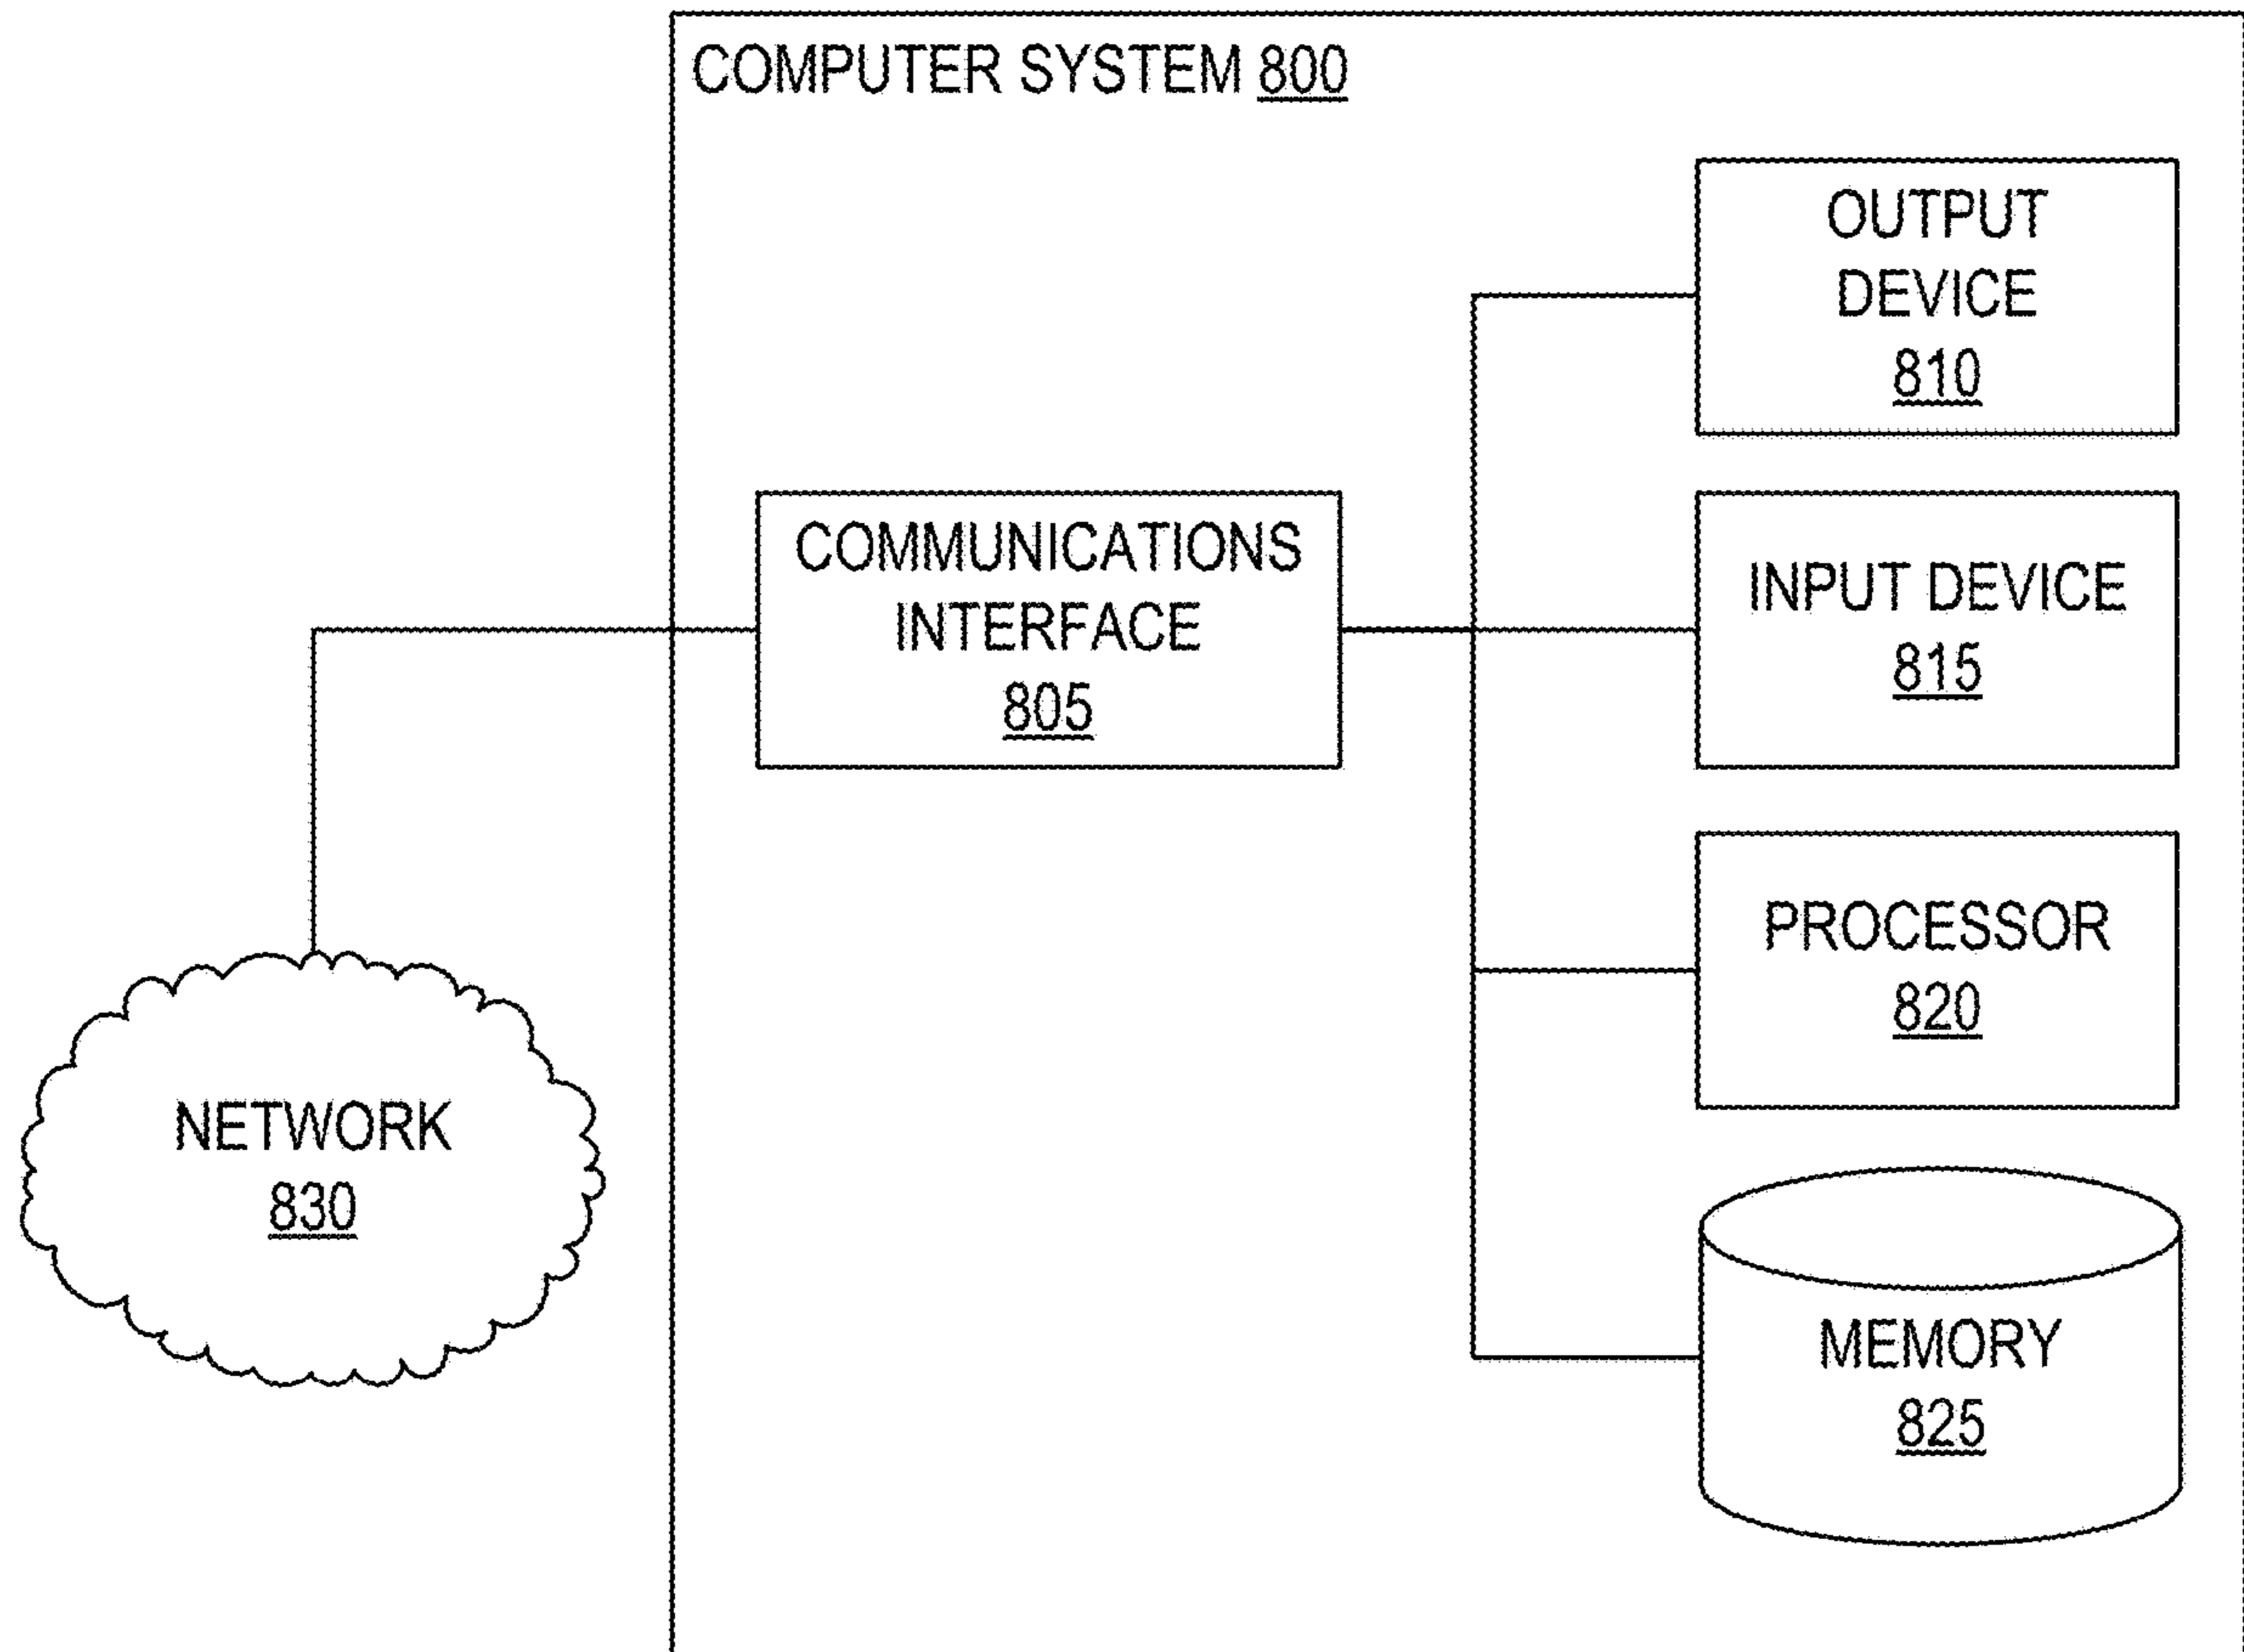 COMPUTER SYSTEM 800
OUTPUT
DEVICE
810
COMMUNICATIONS
INTERFACE
805
INPUT DEVICE
815
PROCESSOR
820
NETWORK
830
MEMORY
825